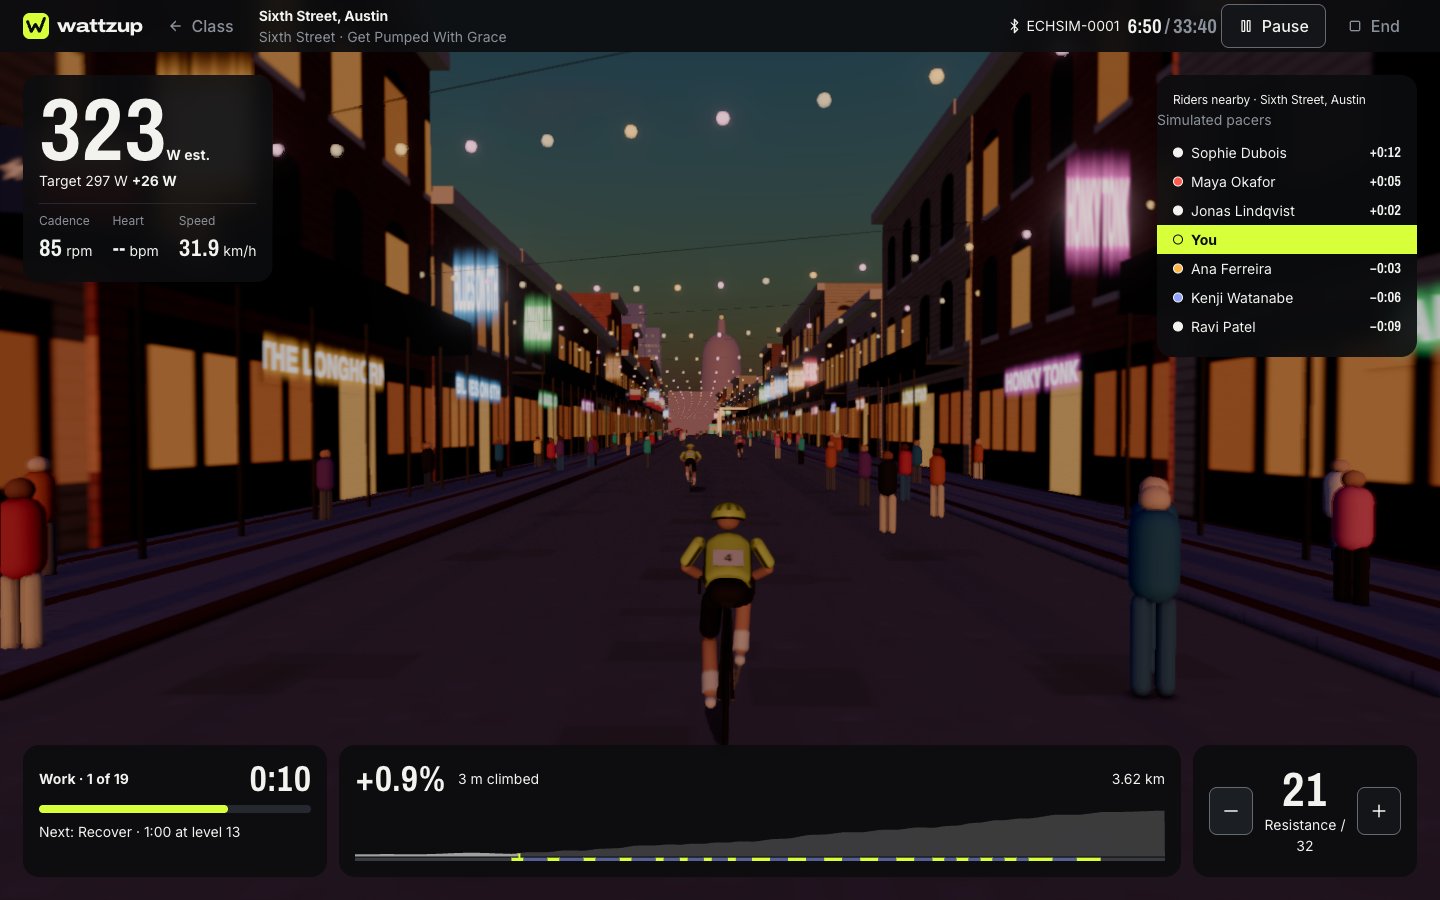 wattzup
Class
Sixth Street, Austin
Sixth Street · Get Pumped With Grace
ECHSIM-0001
6:50 / 33:40
Pause
End
323 W est.
Target 297 W +26 W
Cadence Heart Speed
85 rpm -- bpm 31.9 km/h
Riders nearby · Sixth Street, Austin
Simulated pacers
Sophie Dubois +0:12
Maya Okafor +0:05
Jonas Lindqvist +0:02
You
Ana Ferreira −0:03
Kenji Watanabe −0:06
Ravi Patel −0:09
THE LONGHORN
HONKY TONK
4
Work · 1 of 19 0:10
Next: Recover · 1:00 at level 13
+0.9% 3 m climbed 3.62 km
−
21
+
Resistance /
32